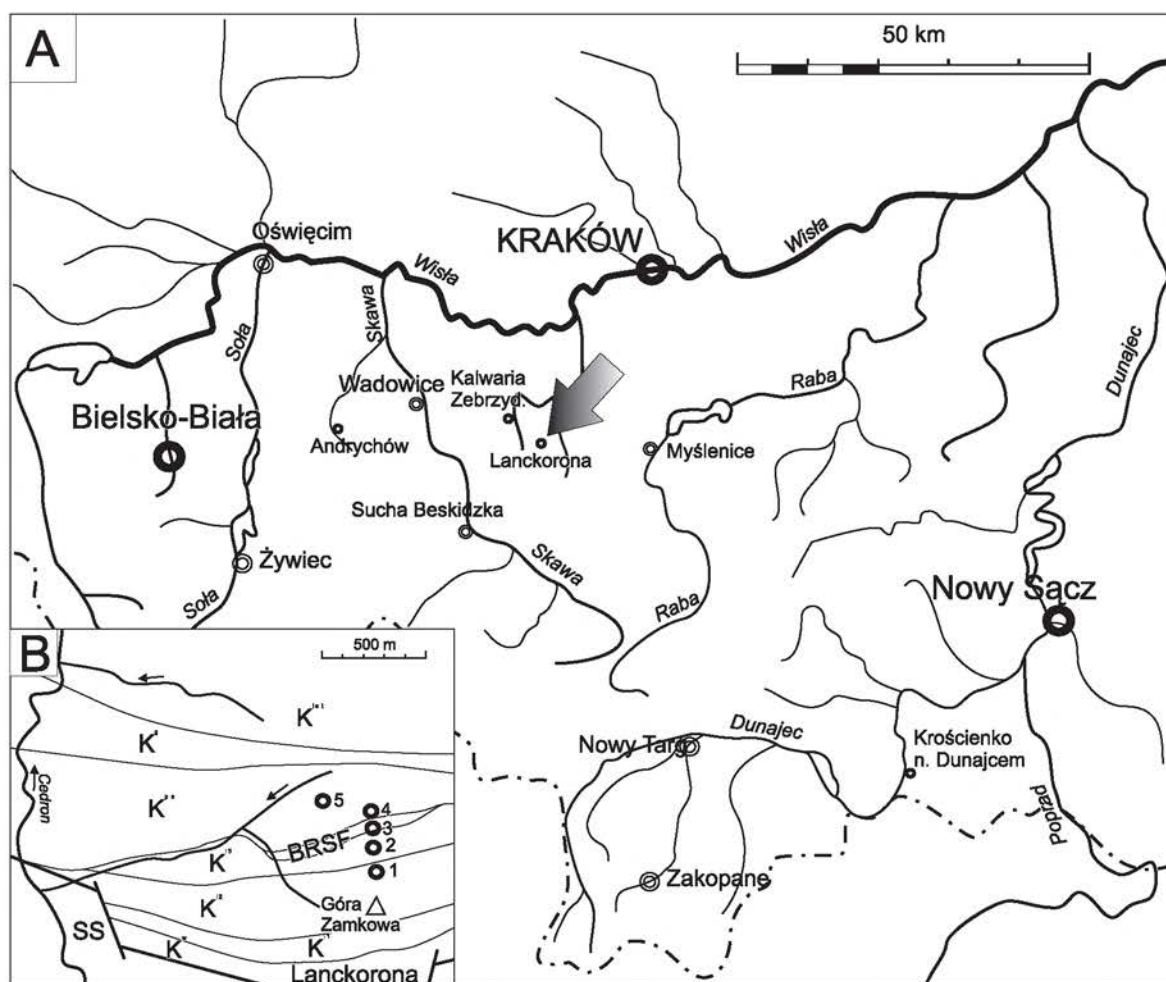 A
50 km
Oświęcim
KRAKÓW
Wisła
Wisła
Skawa
Soła
Dunajec
Wadowice
Kalwaria
Zebrzyd.
Raba
Bielsko-Biała
Andrychów
Lanckorona
Myślenice
Sucha Beskidzka
Żywiec
Skawa
Soła
Raba
Nowy Sącz
Dunajec
Nowy Targ
Krościenko
n. Dunajcem
Poprad
Zakopane
B
500 m
K
K
Cedron
K
5
4
3
BRSF
2
K
1
K
Góra
Zamkowa
SS
K
K
Lanckorona